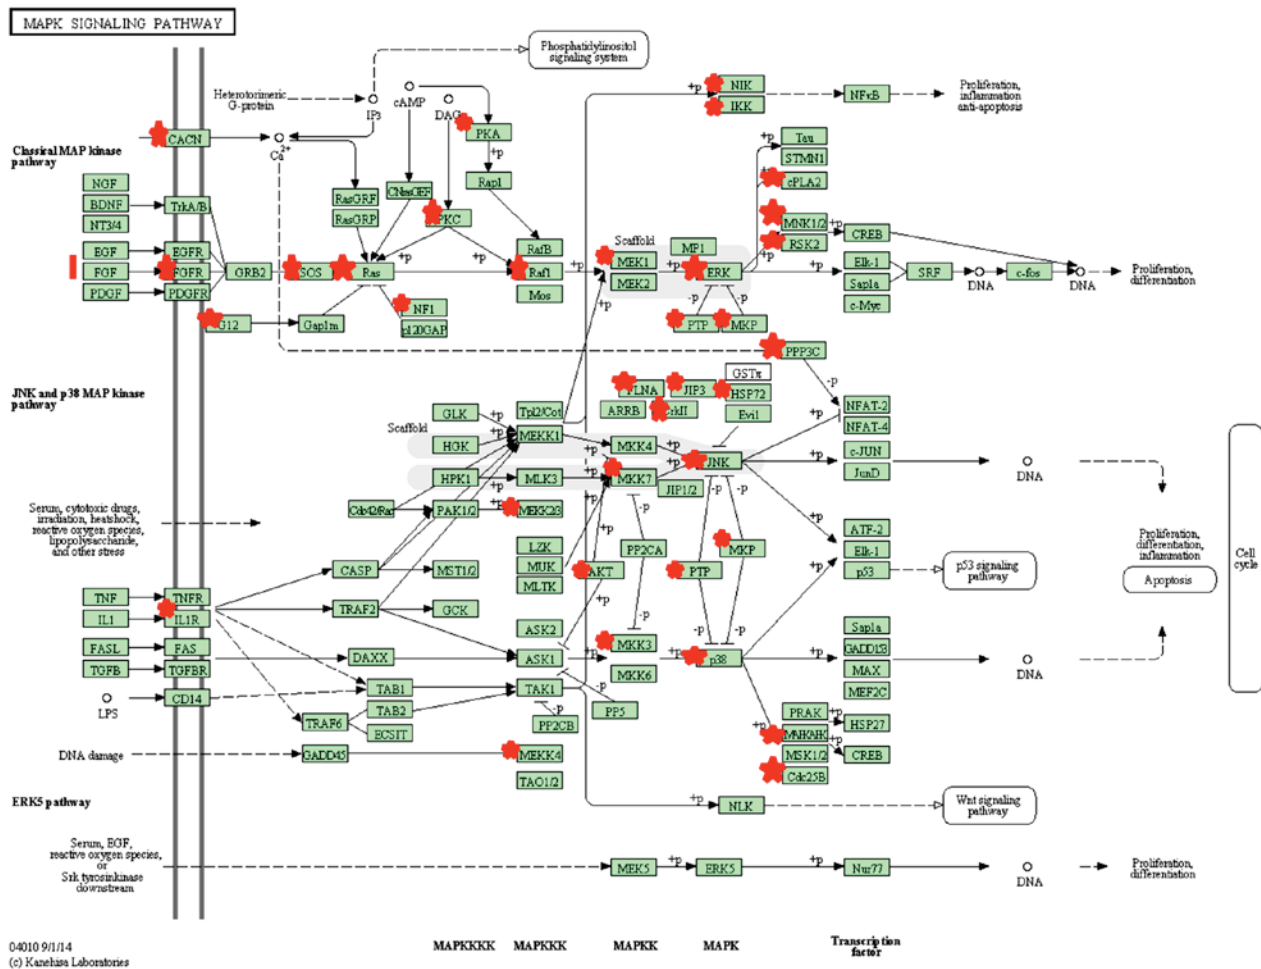 MAPK SIGNALING PATHWAY
Phosphatidylinositol
signaling system
Heterotorimeric
G-protein
IP3
cAMP
DAG
PKA
+p
NIK
IKK
+p
NFκB
Proliferation,
inflammation
anti-apoptosis
CACN
Ca2+
Classical MAP kinase
pathway
NGF
BDNF
NT3/4
TrkA/B
RasGRF
RasGRP
CNrasGEF
PKC
Rap1
+p
Tau
STMN1
cPLA2
+p
EGF
FGF
PDGF
EGFR
FGFR
PDGFR
GRB2
SOS
Ras
+p
+p
RafB
Raf1
Mos
+p
+p
Scaffold
MEK1
MEK2
MP1
+p
ERK
MNK1/2
RSK2
+p
CREB
+p
Elk-1
Sap1a
c-Myc
SRF
DNA
c-fos
DNA
Proliferation,
differentiation
G12
Gap1m
NF1
p120GAP
-p
-p
PTP
MKP
PPP3C
-p
JNK and p38 MAP kinase
pathway
FLNA
JIP3
GSTπ
HSP72
ARRB
CrkII
Evi1
NFAT-2
NFAT-4
Scaffold
GLK
HGK
HPK1
+p
+p
+p
Tpl2/Cot
MEKK1
MLK3
MKK4
MKK7
+p
+p
JNK
JIP1/2
+p
+p
c-JUN
JunD
DNA
Serum, cytotoxic drugs,
irradiation, heatshock,
reactive oxygen species,
lipopolysaccharide,
and other stress
Cdc42/Rac
PAK1/2
+p
MEKK2/3
LZK
MUK
MLTK
+p
+p
AKT
-p
PP2CA
-p
-p
-p
PTP
MKP
-p
-p
ATF-2
Elk-1
p53
p53 signaling
pathway
Proliferation,
differentiation,
inflammation
Apoptosis
Cell
cycle
CASP
MST1/2
TNF
TNFR
IL1
IL1R
TRAF2
GCK
FASL
FAS
TGFB
TGFBR
DAXX
ASK2
ASK1
+p
MKK3
MKK6
+p
p38
+p
Sap1a
GADD153
MAX
MEF2C
DNA
LPS
CD14
TAB1
TAB2
ECSIT
TRAF6
TAK1
-p
-p
PP2CB
PP5
+p
PRAK
MAPKAPK
MSK1/2
Cdc25B
+p
+p
HSP27
CREB
DNA damage
GADD45
MEKK4
TAO1/2
ERK5 pathway
+p
NLK
Wnt signaling
pathway
Serum, EGF,
reactive oxygen species,
or
Srk tyrosinkinase
downstream
MEK5
+p
ERK5
+p
Nur77
DNA
Proliferation,
differentiation
MAPKKKK
MAPKKK
MAPKK
MAPK
Transcription
factor
04010 9/1/14
(c) Kanehisa Laboratories